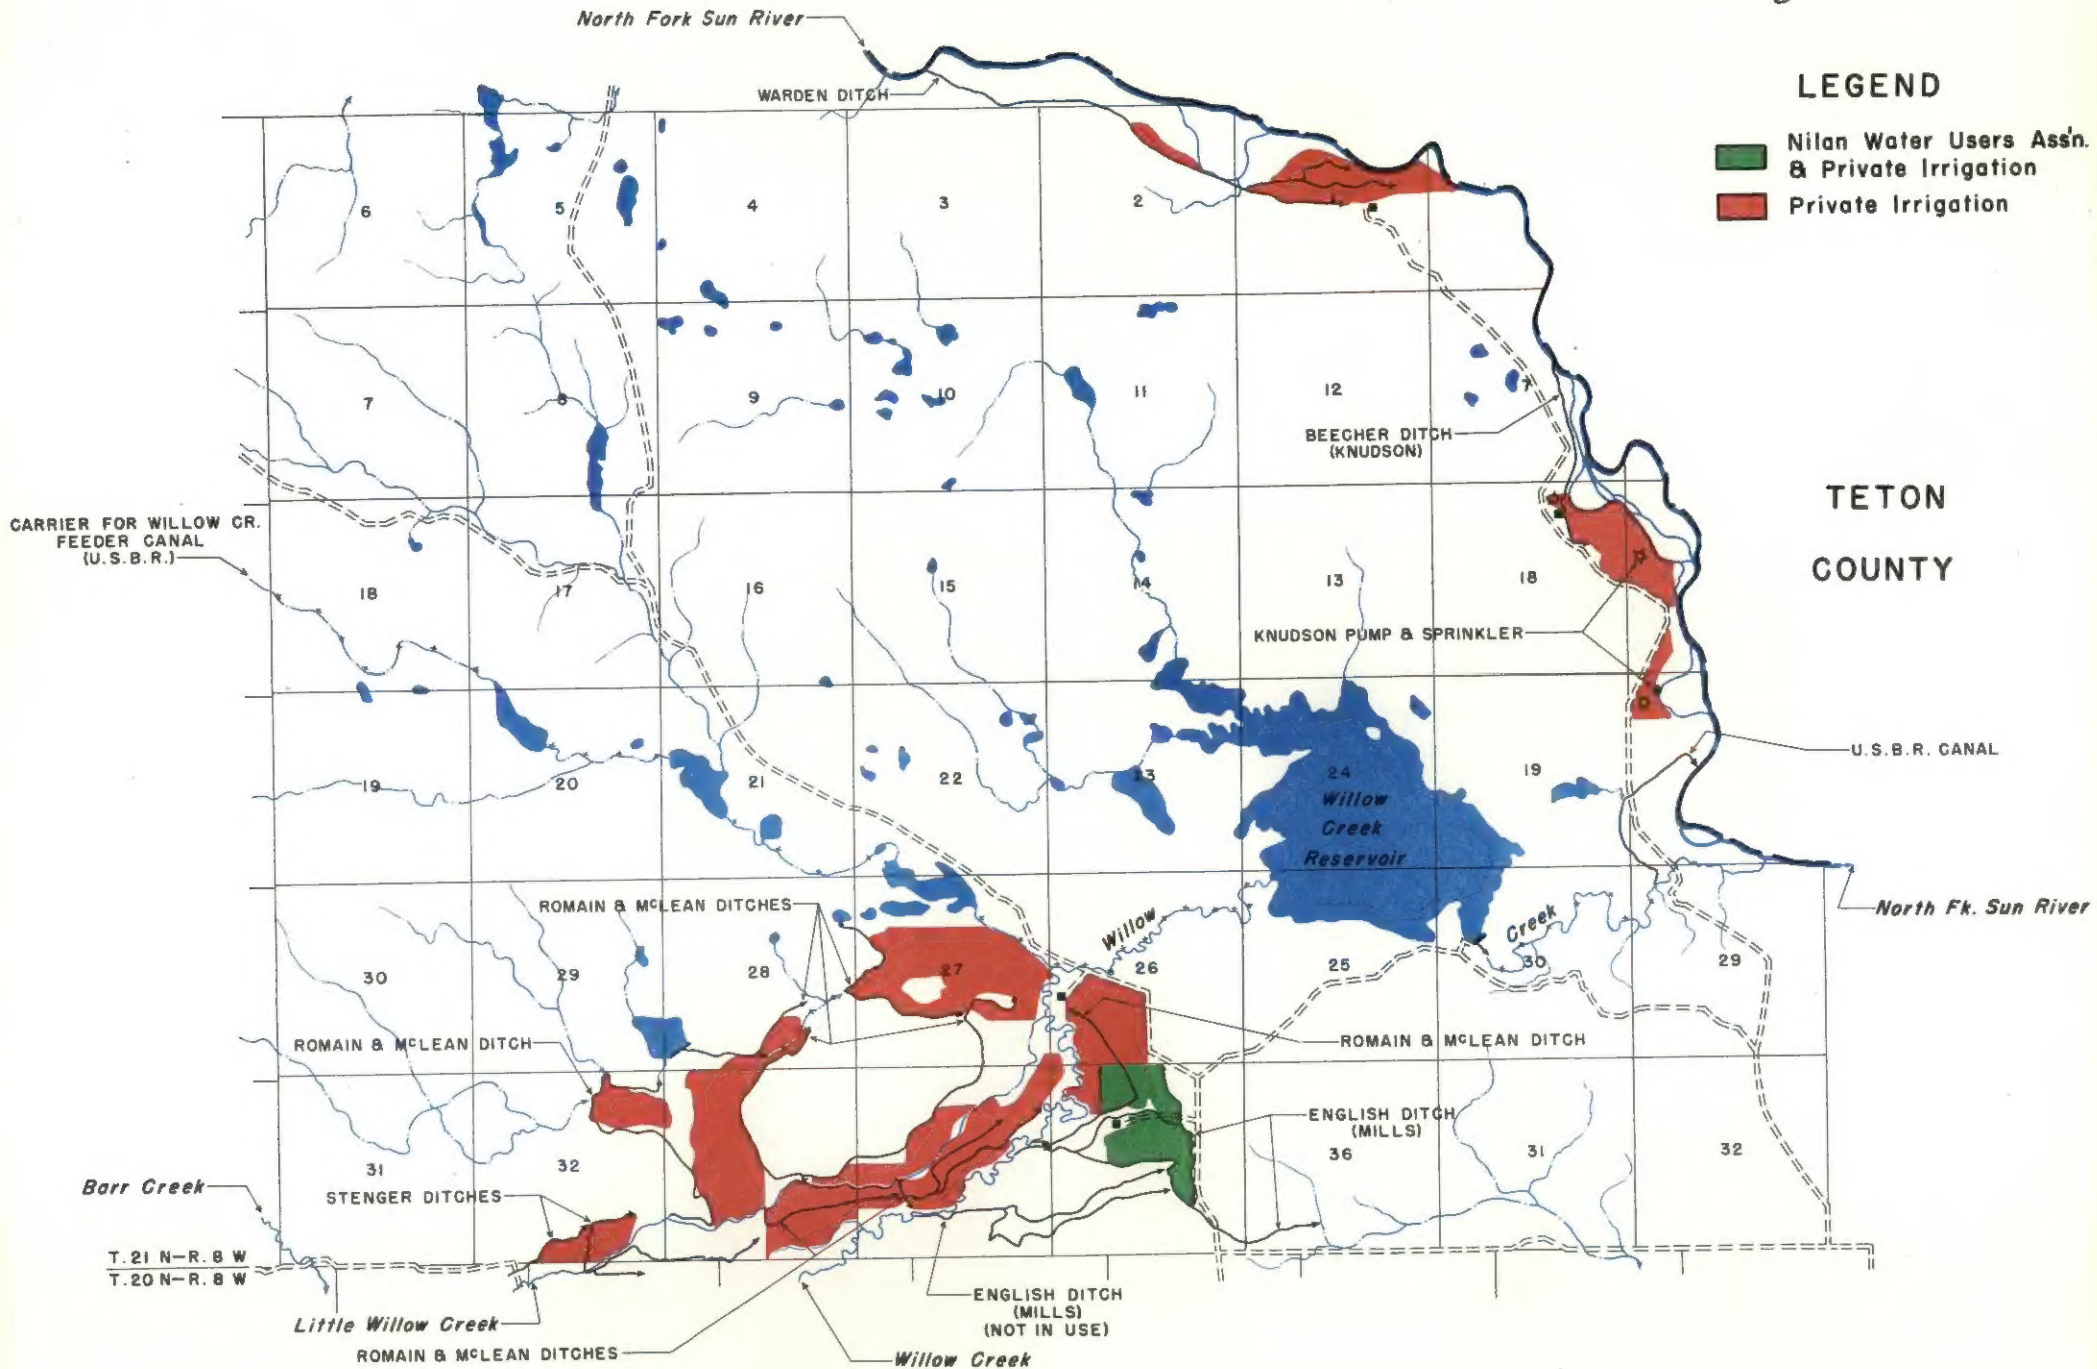 North Fork Sun River
WARDEN DITCH
LEGEND
Nilan Water Users Ass'n.
& Private Irrigation
Private Irrigation
6
5
4
3
2
1
7
8
9
10
11
12
7
BEECHER DITCH
(KNUDSON)
TETON
COUNTY
CARRIER FOR WILLOW CR.
FEEDER CANAL
(U.S.B.R.)
18
17
16
15
14
13
18
KNUDSON PUMP & SPRINKLER
U.S.B.R. CANAL
19
20
21
22
23
24
19
Willow
Creek
Reservoir
ROMAIN & McLEAN DITCHES
North Fk. Sun River
Willow
Creek
30
29
28
27
26
25
30
29
ROMAIN & McLEAN DITCH
ROMAIN & McLEAN DITCH
ENGLISH DITCH
(MILLS)
31
32
36
31
32
Barr Creek
STENGER DITCHES
T.21 N-R.8 W
T.20 N-R.8 W
ENGLISH DITCH
(MILLS)
(NOT IN USE)
Little Willow Creek
ROMAIN & McLEAN DITCHES
Willow Creek